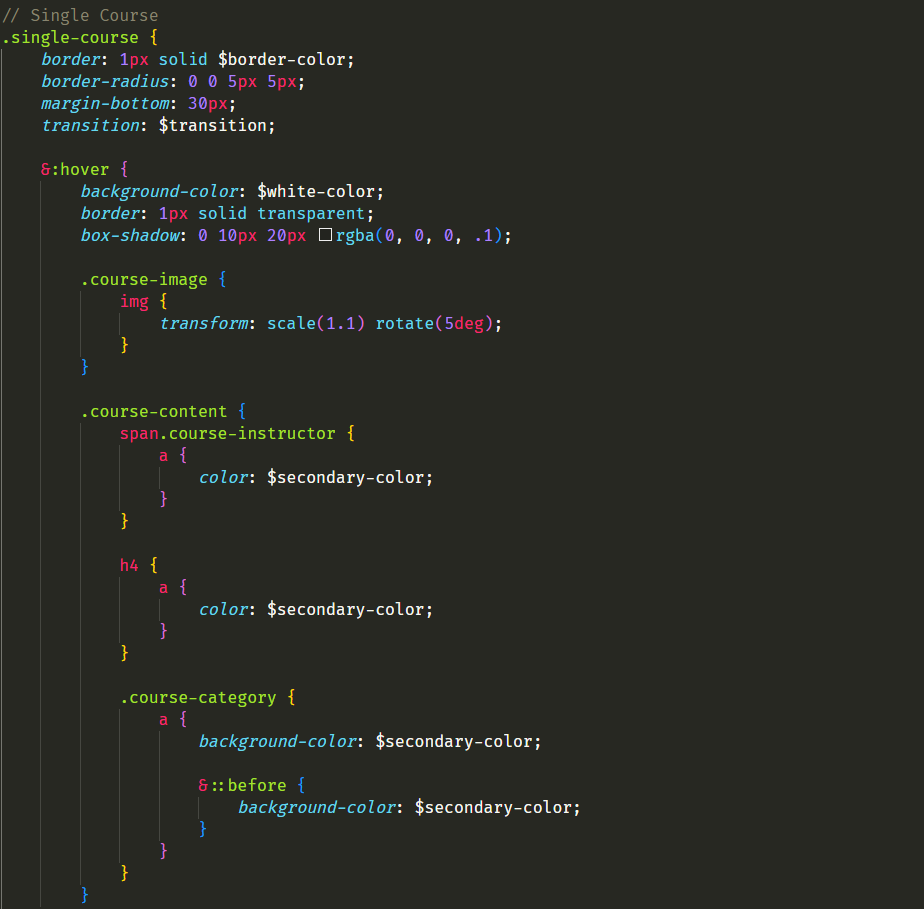 // Single Course
.single-course {
    border: 1px solid $border-color;
    border-radius: 0 0 5px 5px;
    margin-bottom: 30px;
    transition: $transition;

    &:hover {
        background-color: $white-color;
        border: 1px solid transparent;
        box-shadow: 0 10px 20px rgba(0, 0, 0, .1);

        .course-image {
            img {
                transform: scale(1.1) rotate(5deg);
            }
        }

        .course-content {
            span.course-instructor {
                a {
                    color: $secondary-color;
                }
            }

            h4 {
                a {
                    color: $secondary-color;
                }
            }

            .course-category {
                a {
                    background-color: $secondary-color;

                    &::before {
                        background-color: $secondary-color;
                    }
                }
            }
        }